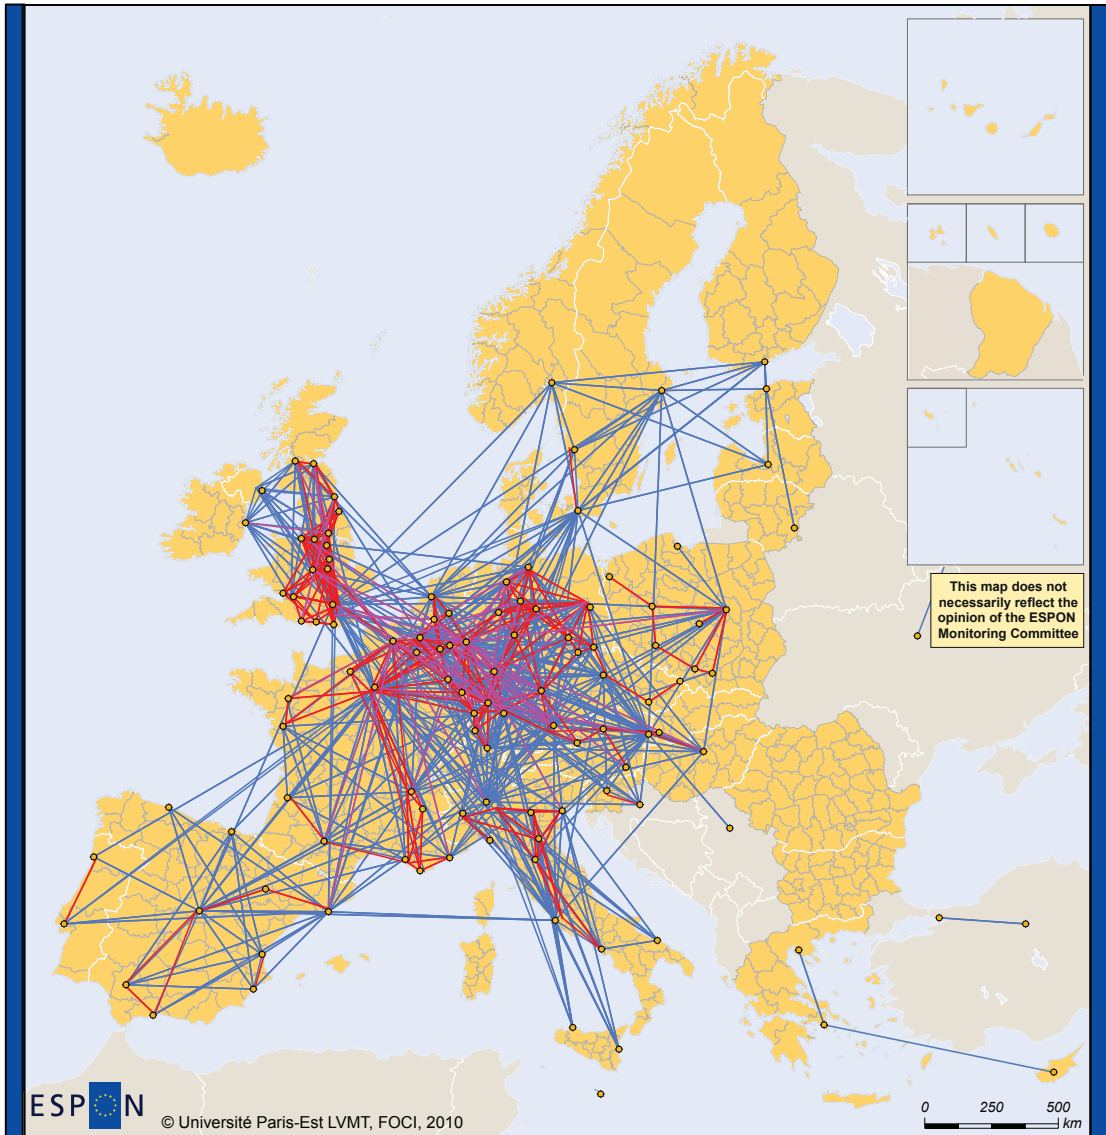 This map does not
necessarily reflect the
opinion of the ESPON
Monitoring Committee
ESPON
© Université Paris-Est LVMT, FOCI, 2010
0 250 500
km